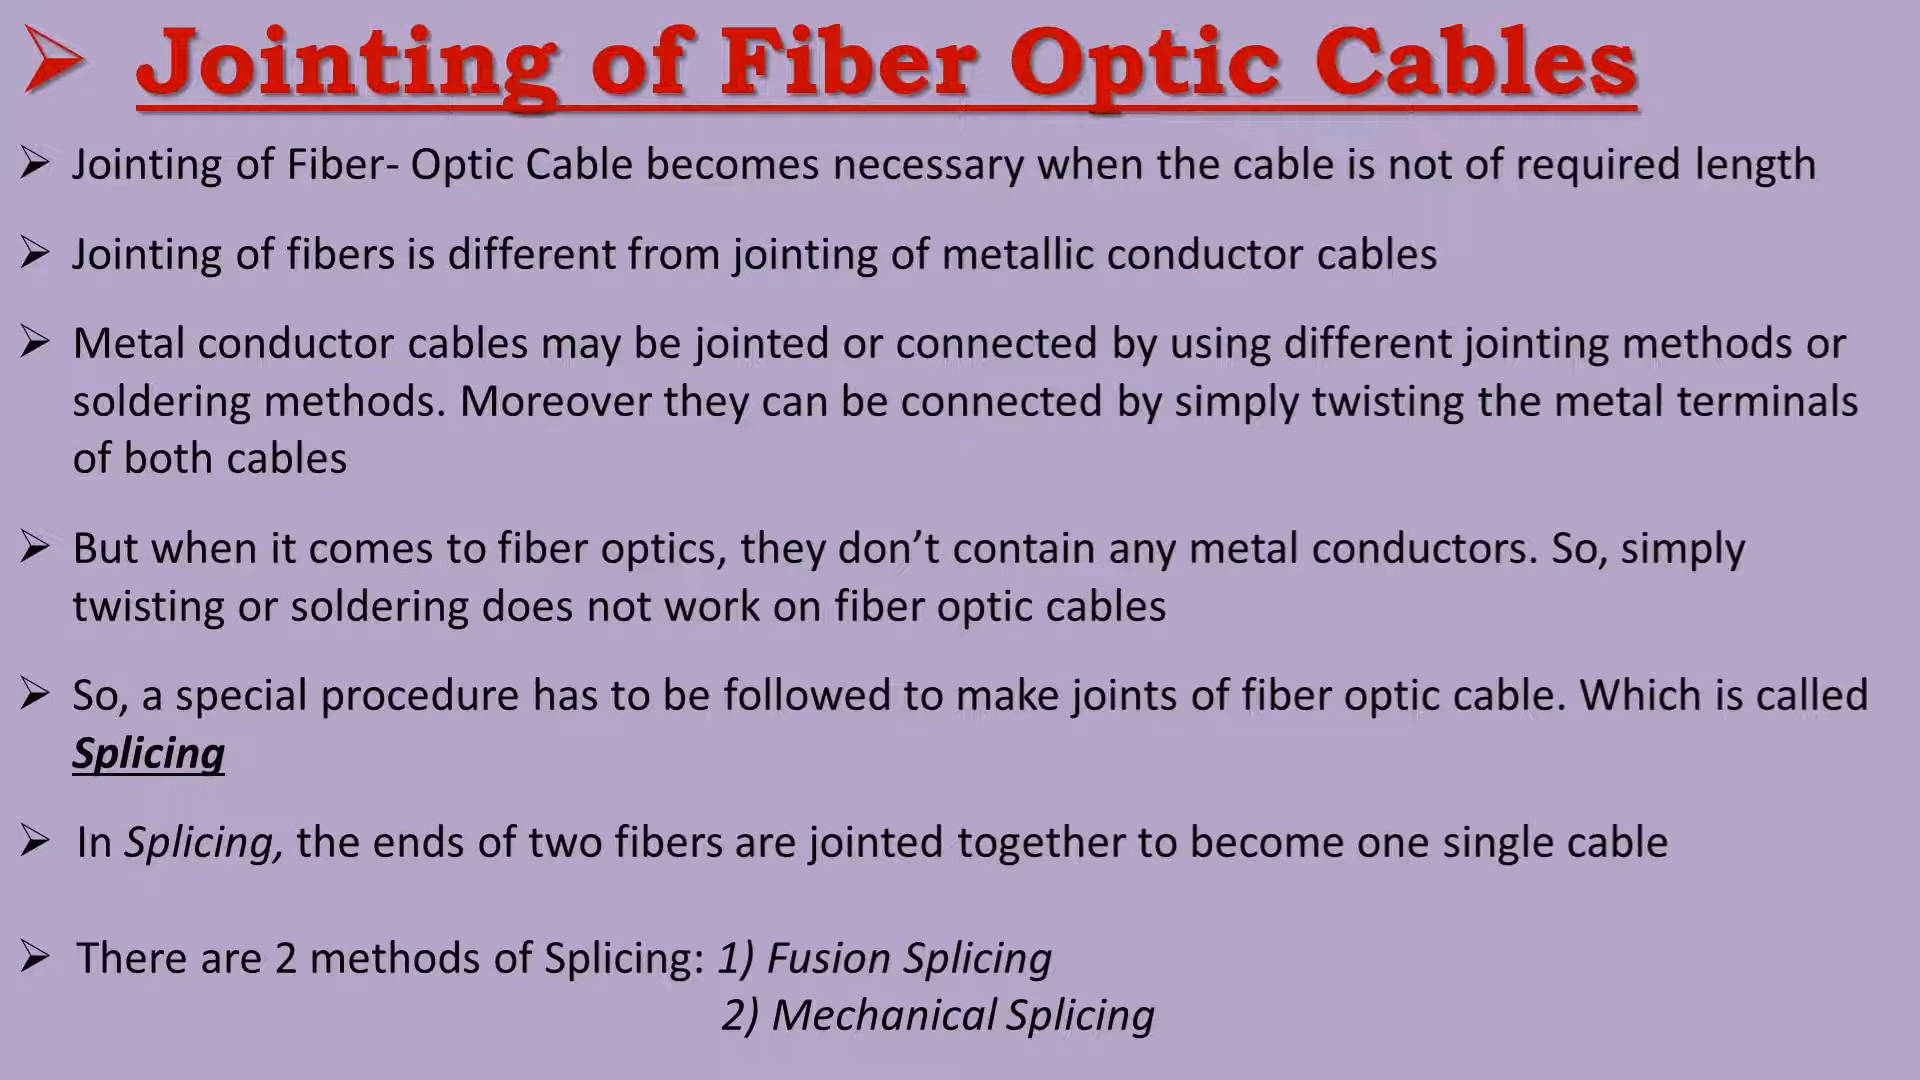 ➢ Jointing of Fiber Optic Cables
➢ Jointing of Fiber- Optic Cable becomes necessary when the cable is not of required length
➢ Jointing of fibers is different from jointing of metallic conductor cables
➢ Metal conductor cables may be jointed or connected by using different jointing methods or
soldering methods. Moreover they can be connected by simply twisting the metal terminals
of both cables
➢ But when it comes to fiber optics, they don’t contain any metal conductors. So, simply
twisting or soldering does not work on fiber optic cables
➢ So, a special procedure has to be followed to make joints of fiber optic cable. Which is called
Splicing
➢ In Splicing, the ends of two fibers are jointed together to become one single cable
➢ There are 2 methods of Splicing: 1) Fusion Splicing
2) Mechanical Splicing